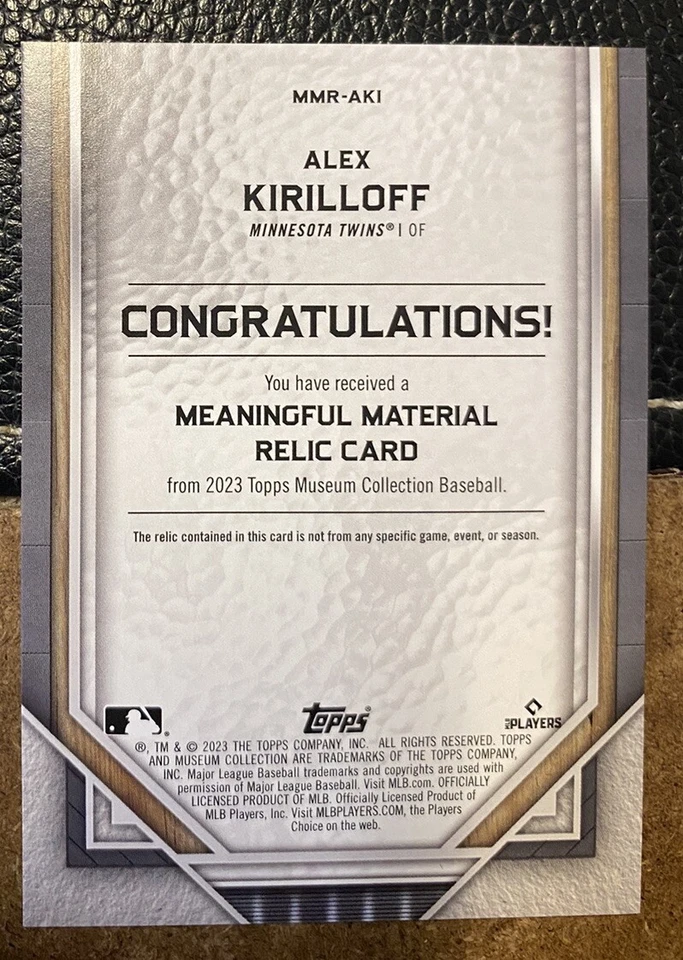 MMR-AKI
ALEX
KIRILLOFF
MINNESOTA TWINS® | OF
CONGRATULATIONS!
You have received a
MEANINGFUL MATERIAL
RELIC CARD
from 2023 Topps Museum Collection Baseball.
The relic contained in this card is not from any specific game, event, or season.
Topps®
MLB PLAYERS
®, TM & © 2023 THE TOPPS COMPANY, INC. ALL RIGHTS RESERVED. TOPPS
AND MUSEUM COLLECTION ARE TRADEMARKS OF THE TOPPS COMPANY,
INC. Major League Baseball trademarks and copyrights are used with
permission of Major League Baseball. Visit MLB.com. OFFICIALLY
LICENSED PRODUCT OF MLB. Officially Licensed Product of
MLB Players, Inc. Visit MLBPLAYERS.COM, the Players
Choice on the web.